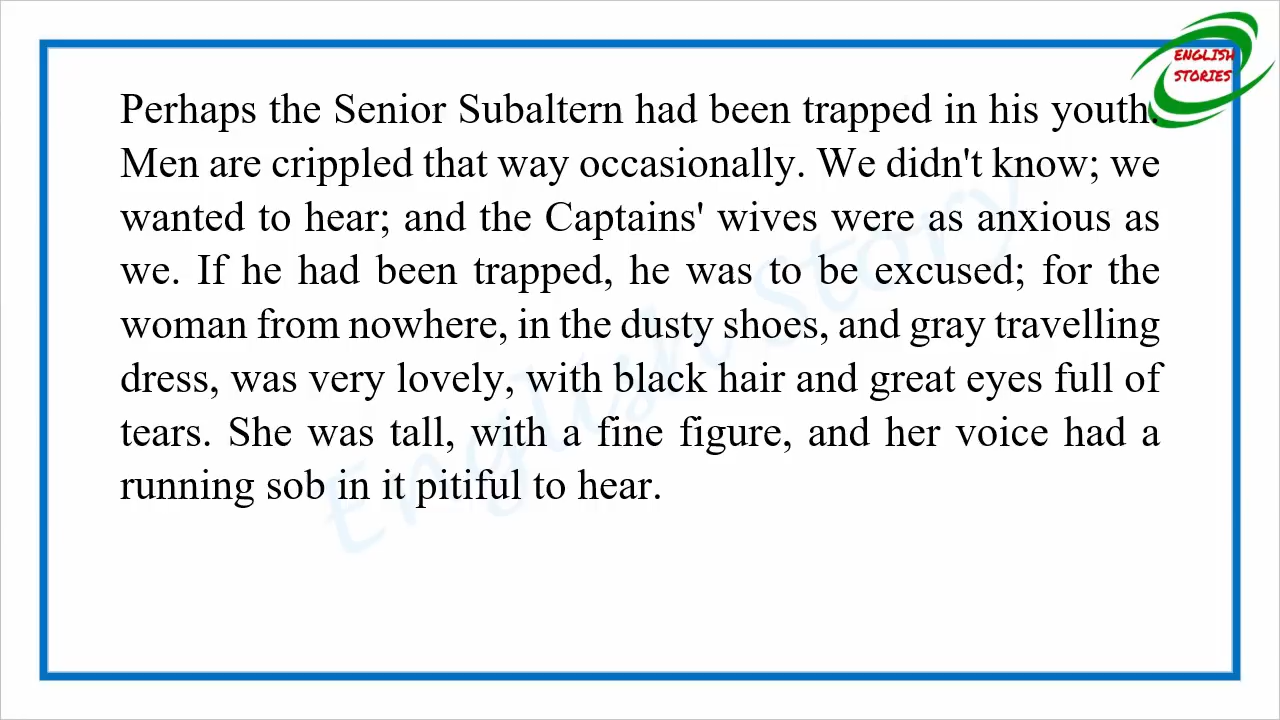 ENGLISH
STORIES
Perhaps the Senior Subaltern had been trapped in his youth.
Men are crippled that way occasionally. We didn't know; we
wanted to hear; and the Captains' wives were as anxious as
we. If he had been trapped, he was to be excused; for the
woman from nowhere, in the dusty shoes, and gray travelling
dress, was very lovely, with black hair and great eyes full of
tears. She was tall, with a fine figure, and her voice had a
running sob in it pitiful to hear.
English Story